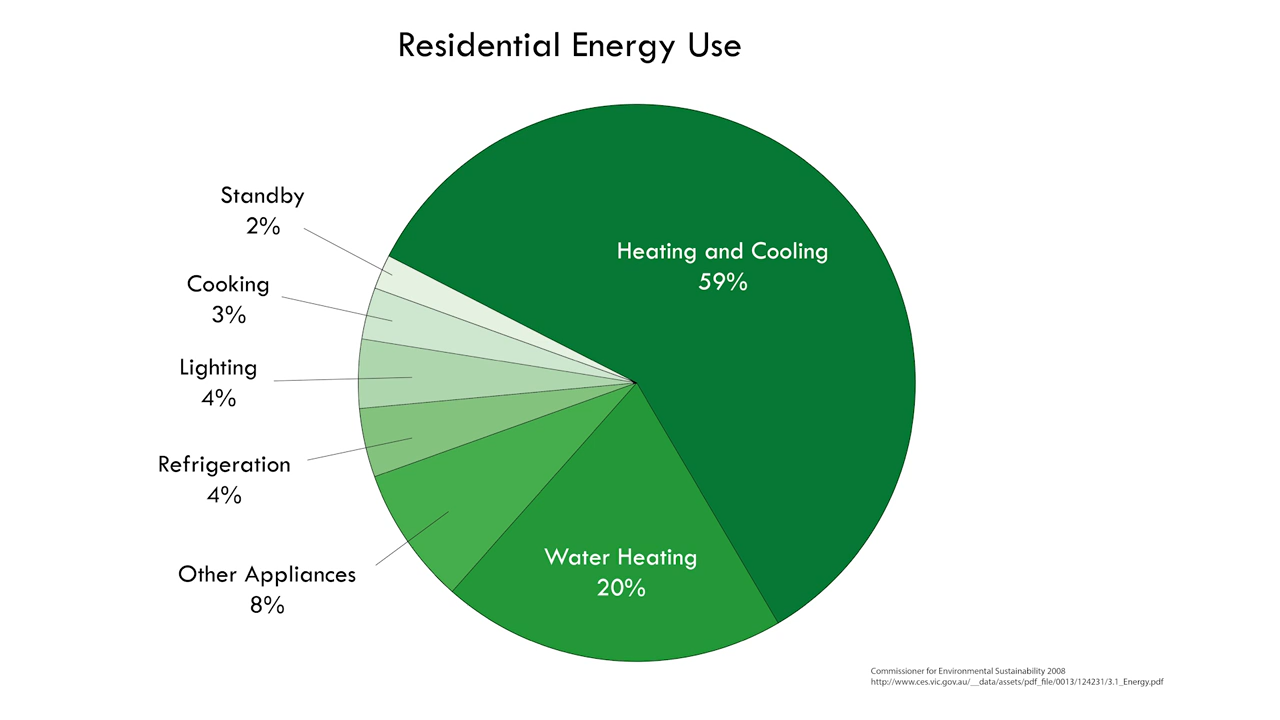 Residential Energy Use
Standby
2%
Heating and Cooling
59%
Cooking
3%
Lighting
4%
Refrigeration
4%
Other Appliances
8%
Water Heating
20%
Commissioner for Environmental Sustainability 2008
http://www.ces.vic.gov.au/__data/assets/pdf_file/0013/124231/3.1_Energy.pdf